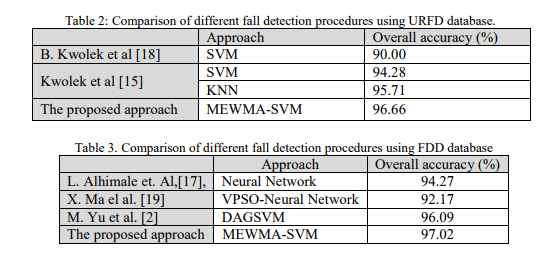 Table 2: Comparison of different fall detection procedures using URFD database.
Approach Overall accuracy (%)
B. Kwolek et al [18] SVM 90.00
Kwolek et al [15] SVM 94.28
KNN 95.71
The proposed approach MEWMA-SVM 96.66
Table 3. Comparison of different fall detection procedures using FDD database
Approach Overall accuracy (%)
L. Alhimale et. Al,[17], Neural Network 94.27
X. Ma el al. [19] VPSO-Neural Network 92.17
M. Yu et al. [2] DAGSVM 96.09
The proposed approach MEWMA-SVM 97.02